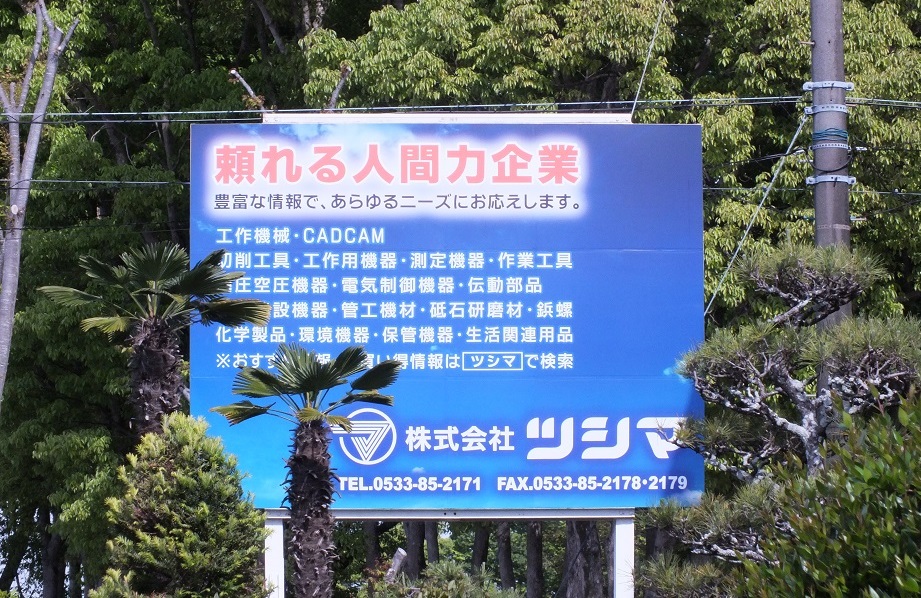 頼れる人間力企業
豊富な情報で、あらゆるニーズにお応えします。
工作機械・CADCAM
切削工具・工作用機器・測定機器・作業工具
圧空圧機器・電気制御機器・伝動部品
設機器・管工機材・砥石研磨材・鋲螺
化学製品・環境機器・保管機器・生活関連用品
※おす 得情報は ツシマ で検索
株式会社 ツシマ
TEL.0533-85-2171 FAX.0533-85-2178・2179